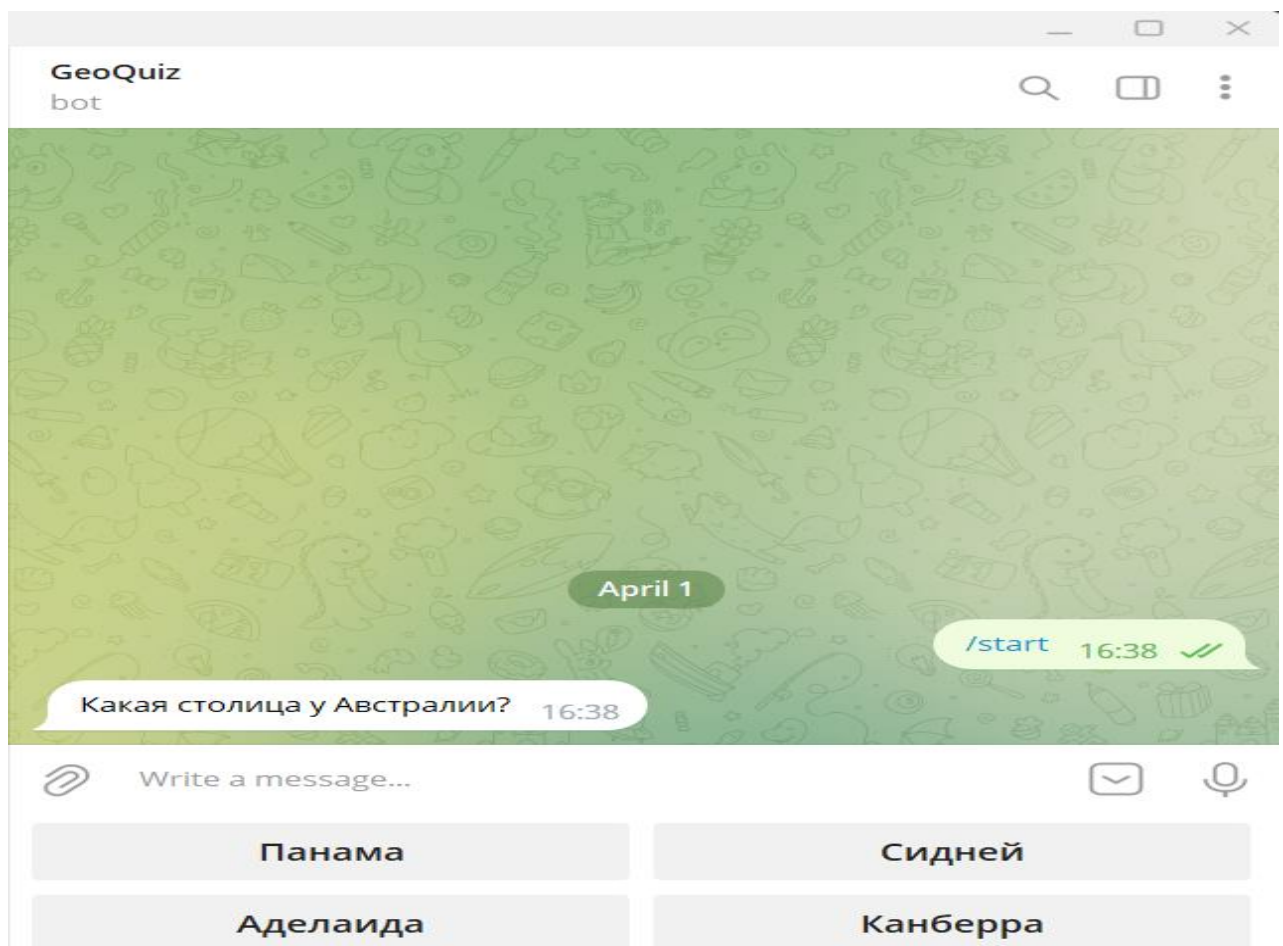 GeoQuiz
bot
April 1
/start 16:38
Какая столица у Австралии? 16:38
Write a message...
Панама Сидней
Аделаида Канберра